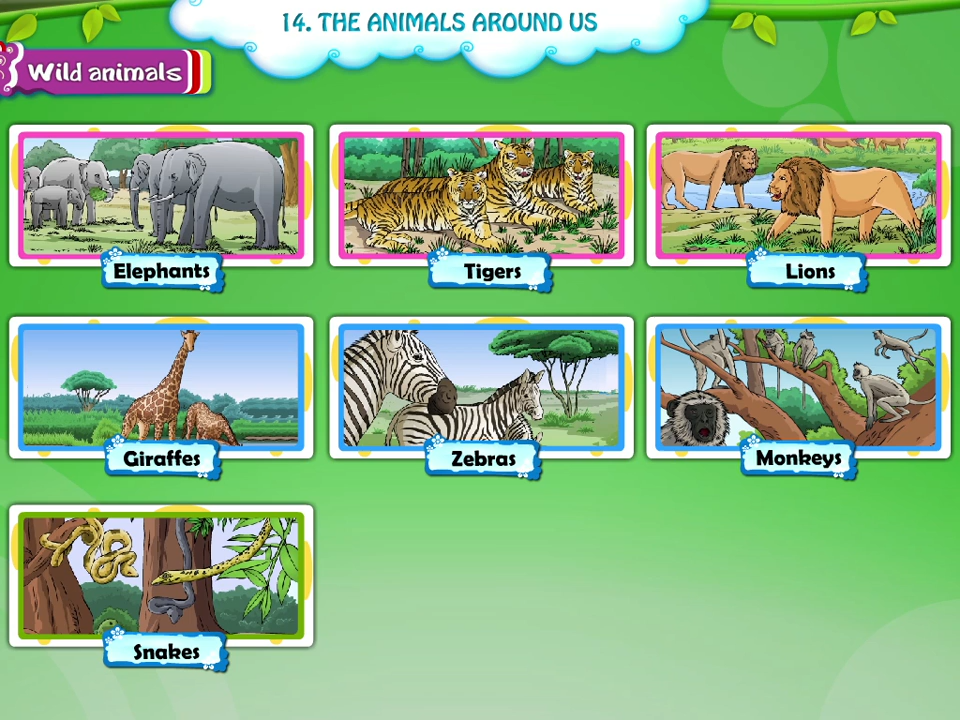 14. THE ANIMALS AROUND US
Wild animals
Elephants
Tigers
Lions
Giraffes
Zebras
Monkeys
Snakes